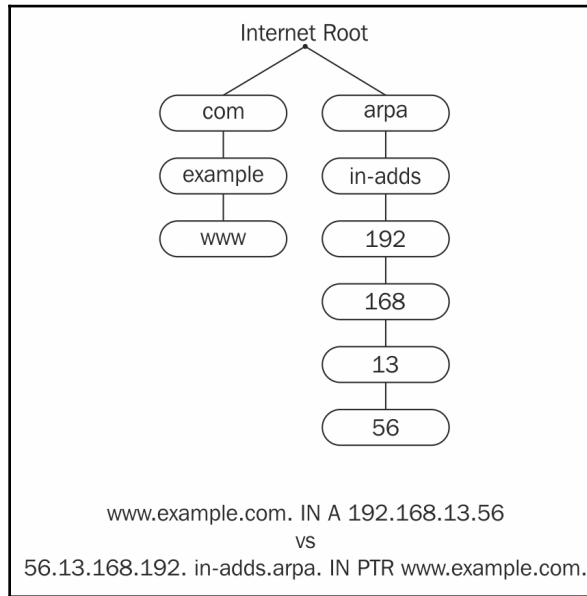 Internet Root
com
arpa
example
in-adds
www
192
168
13
56
www.example.com. IN A 192.168.13.56
vs
56.13.168.192. in-adds.arpa. IN PTR www.example.com.